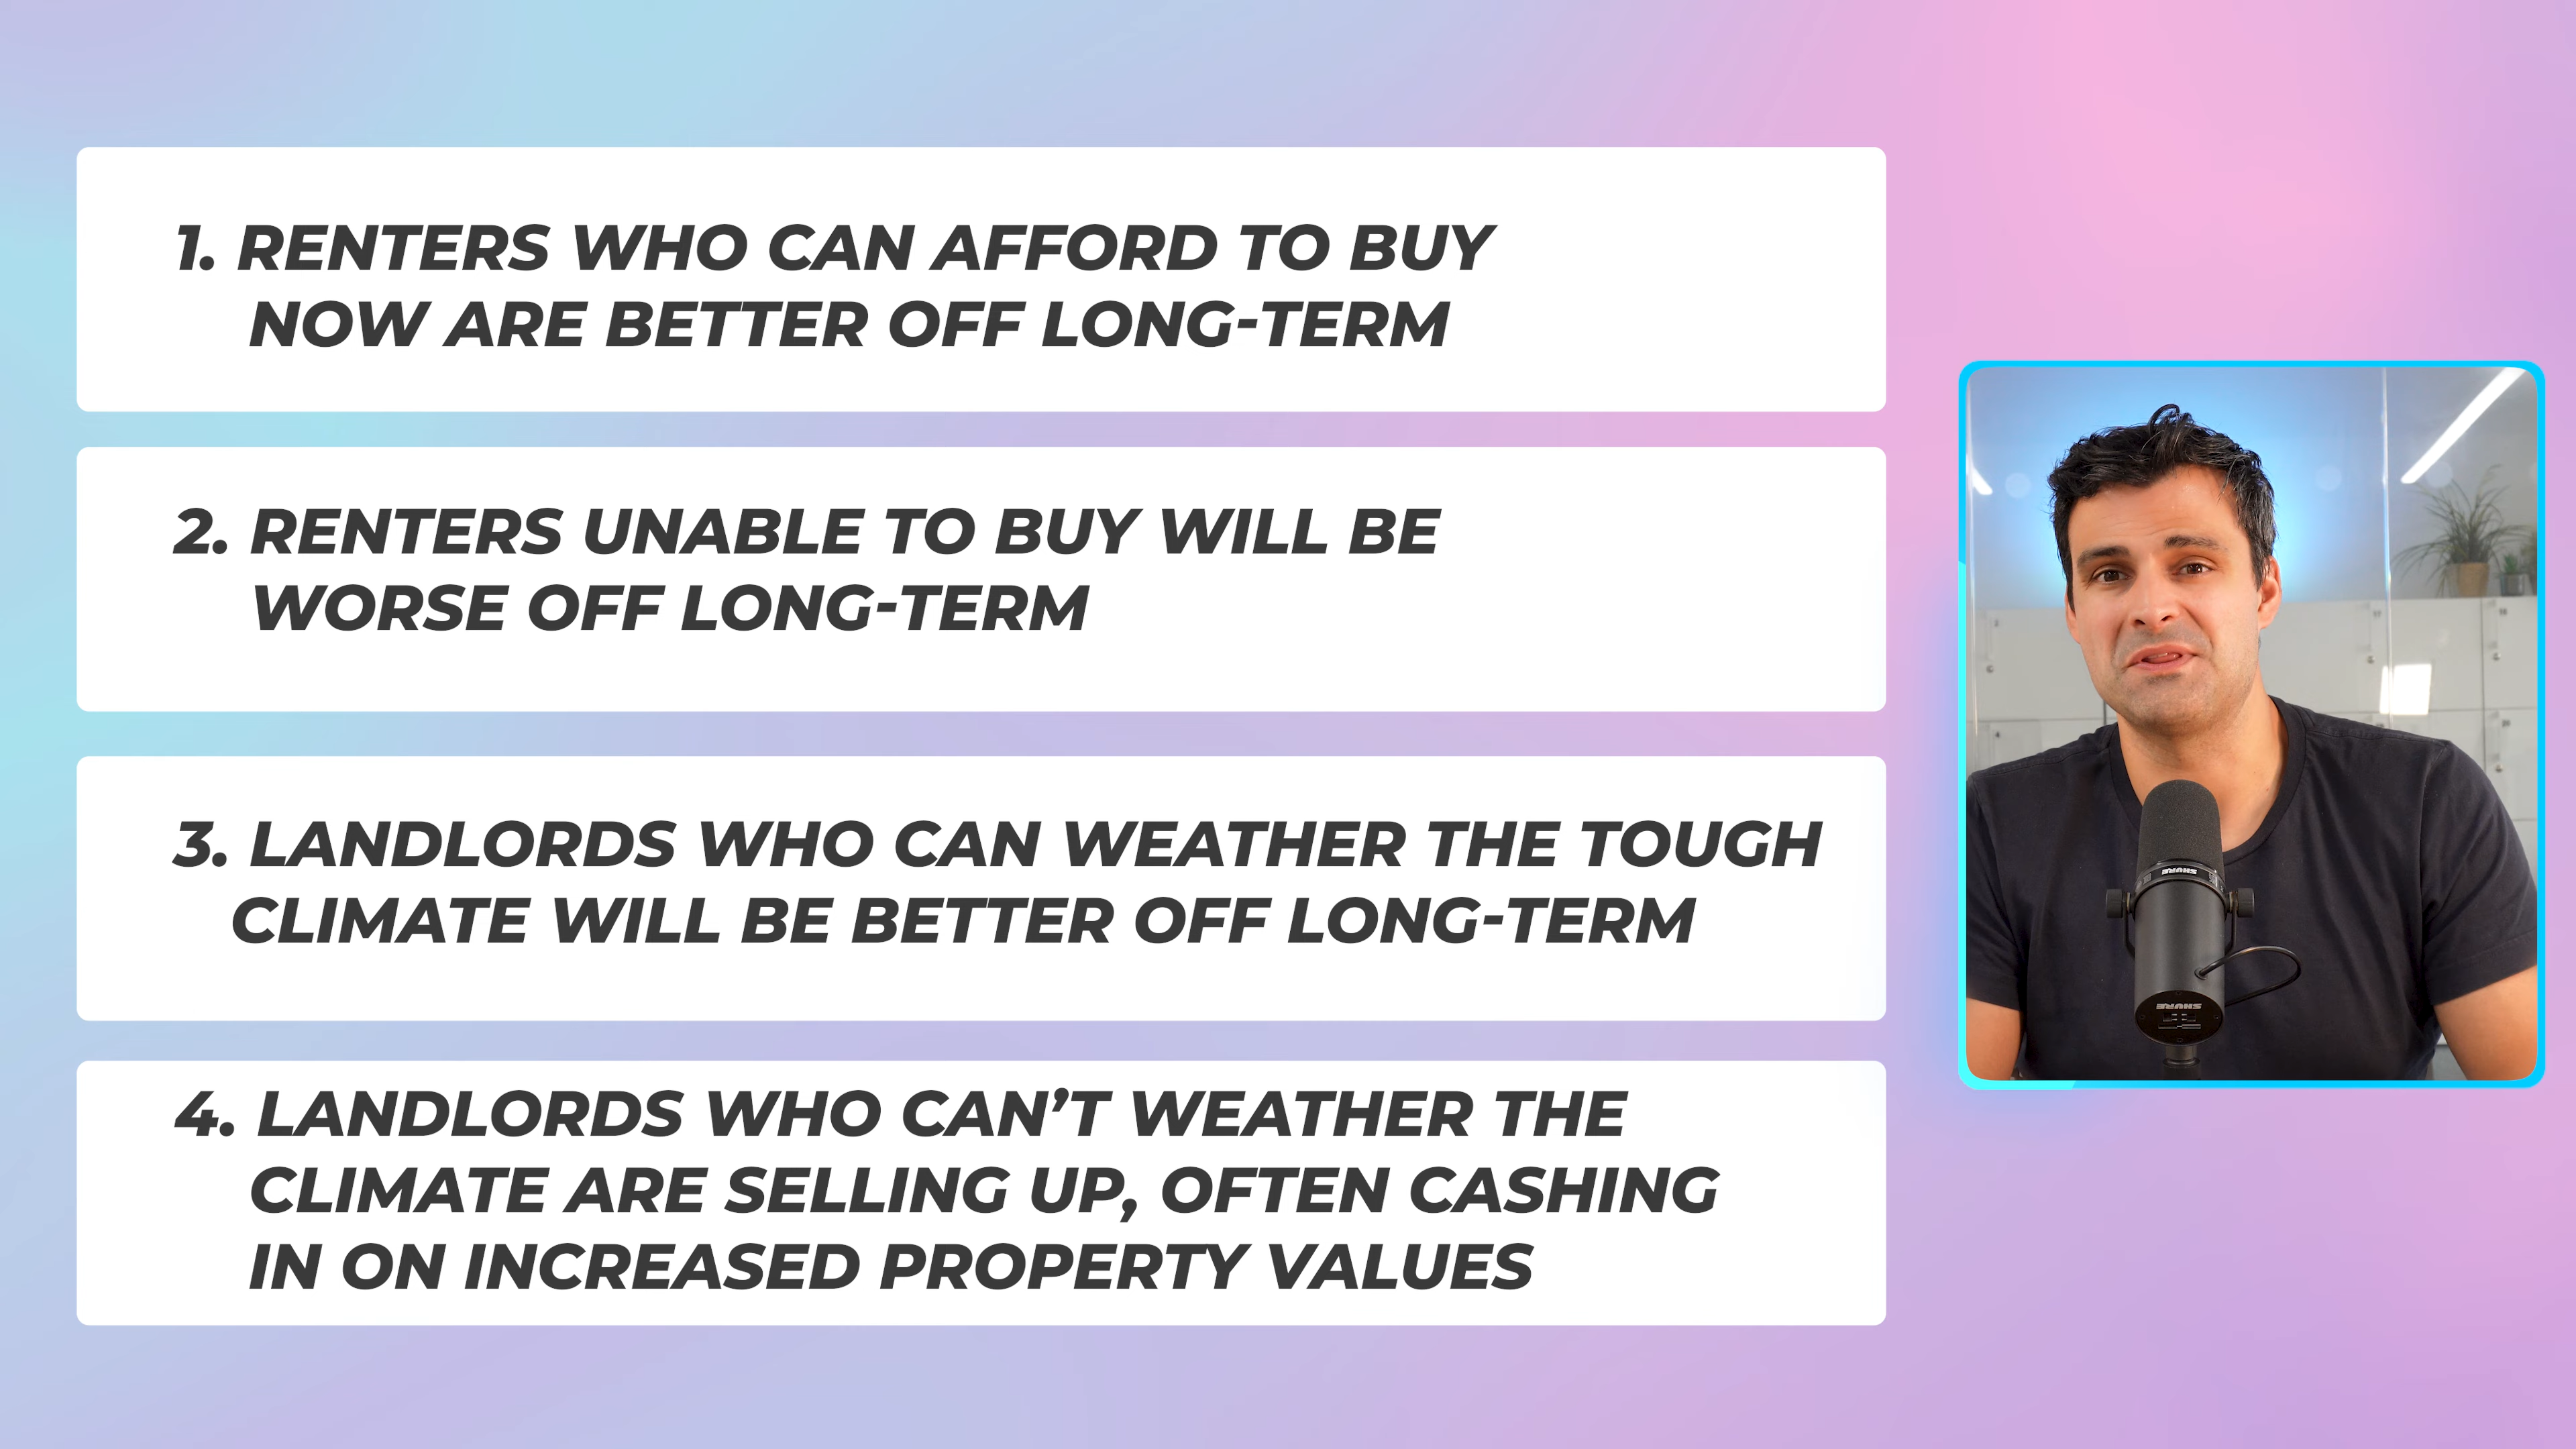 1. RENTERS WHO CAN AFFORD TO BUY
NOW ARE BETTER OFF LONG-TERM
2. RENTERS UNABLE TO BUY WILL BE
WORSE OFF LONG-TERM
3. LANDLORDS WHO CAN WEATHER THE TOUGH
CLIMATE WILL BE BETTER OFF LONG-TERM
4. LANDLORDS WHO CAN’T WEATHER THE
CLIMATE ARE SELLING UP, OFTEN CASHING
IN ON INCREASED PROPERTY VALUES
SHURE
SHURE